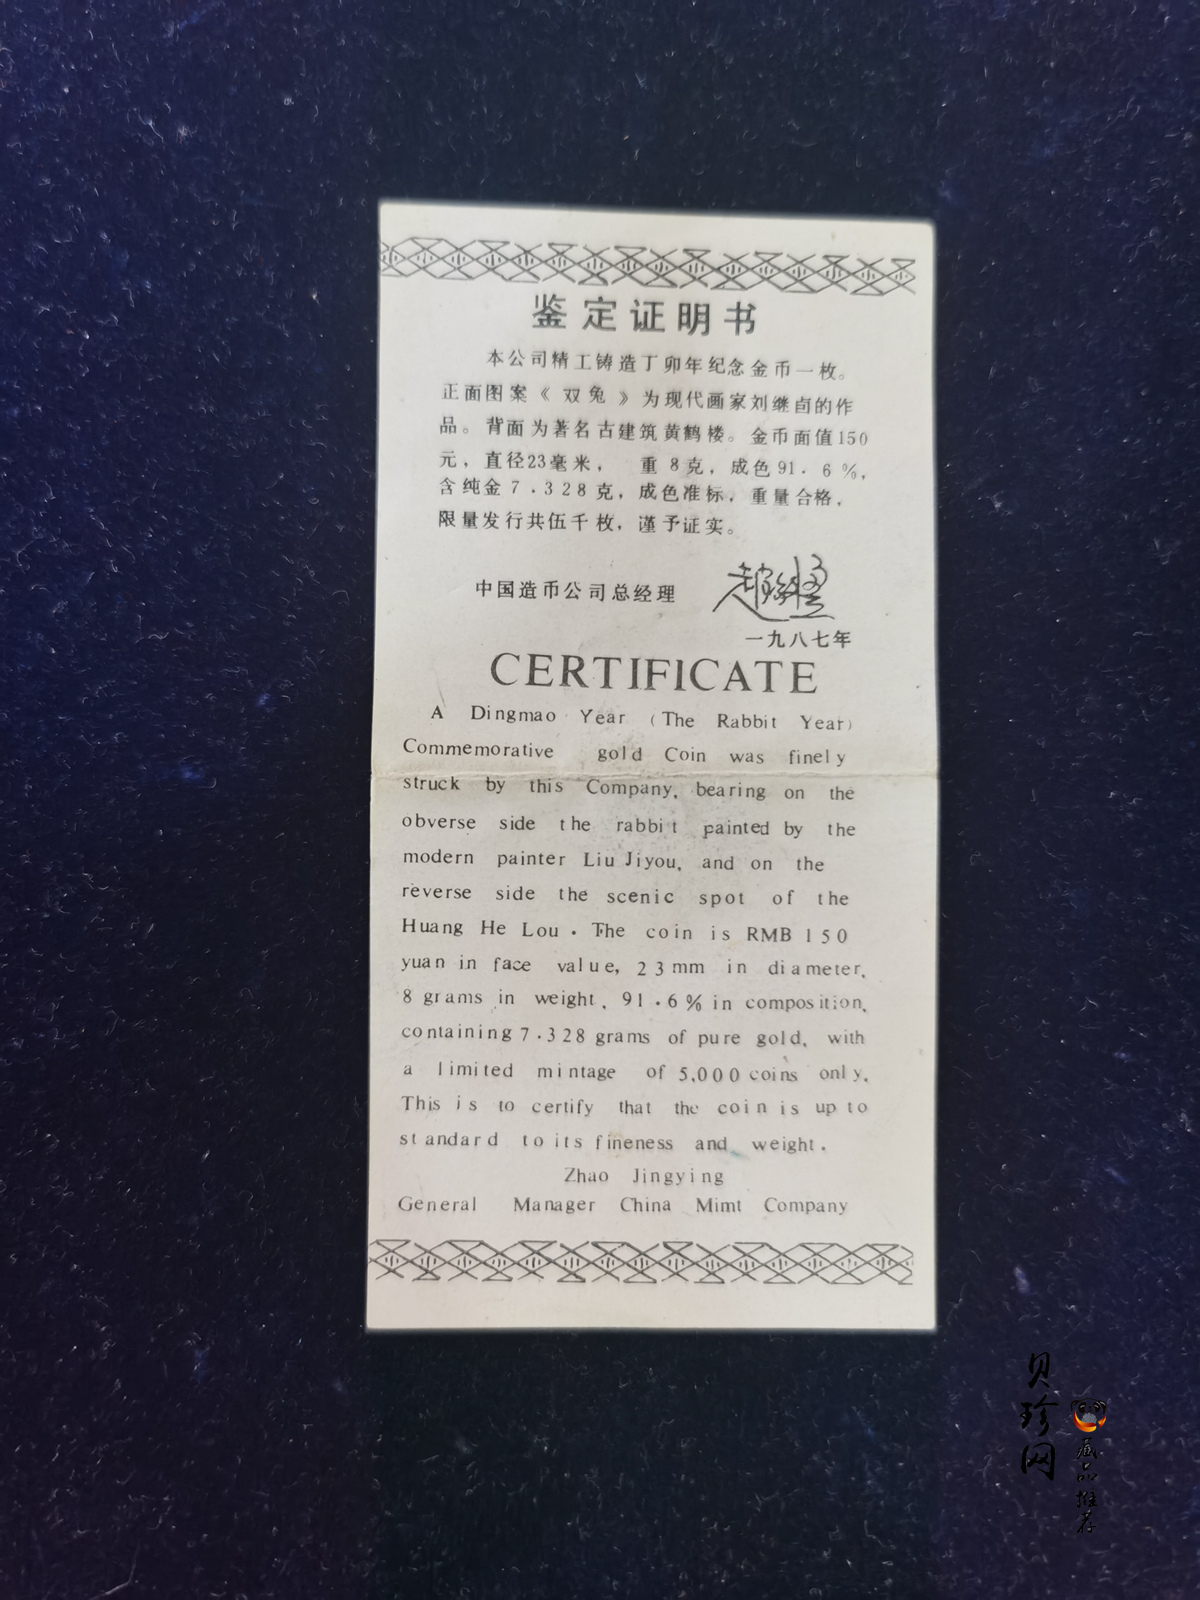 鉴定证明书
本公司精工铸造丁卯年纪念金币一枚。
正面图案《双兔》为现代画家刘继卣的作
品。背面为著名古建筑黄鹤楼。金币面值150
元，直径23毫米， 重8克，成色91.6%，
含纯金7.328克，成色准标，重量合格，
限量发行共伍千枚，谨予证实。
中国造币公司总经理
一九八七年
CERTIFICATE
A Dingmao Year (The Rabbit Year)
Commemorative gold Coin was finely
struck by this Company, bearing on the
obverse side the rabbit painted by the
modern painter Liu Jiyou, and on the
reverse side the scenic spot of the
Huang He Lou. The coin is RMB 150
yuan in face value, 23mm in diameter,
8 grams in weight, 91.6% in composition,
containing 7.328 grams of pure gold, with
a limited mintage of 5,000 coins only.
This is to certify that the coin is up to
standard to its fineness and weight.
Zhao Jingying
General Manager China Mimt Company
贝珍网
藏品推荐